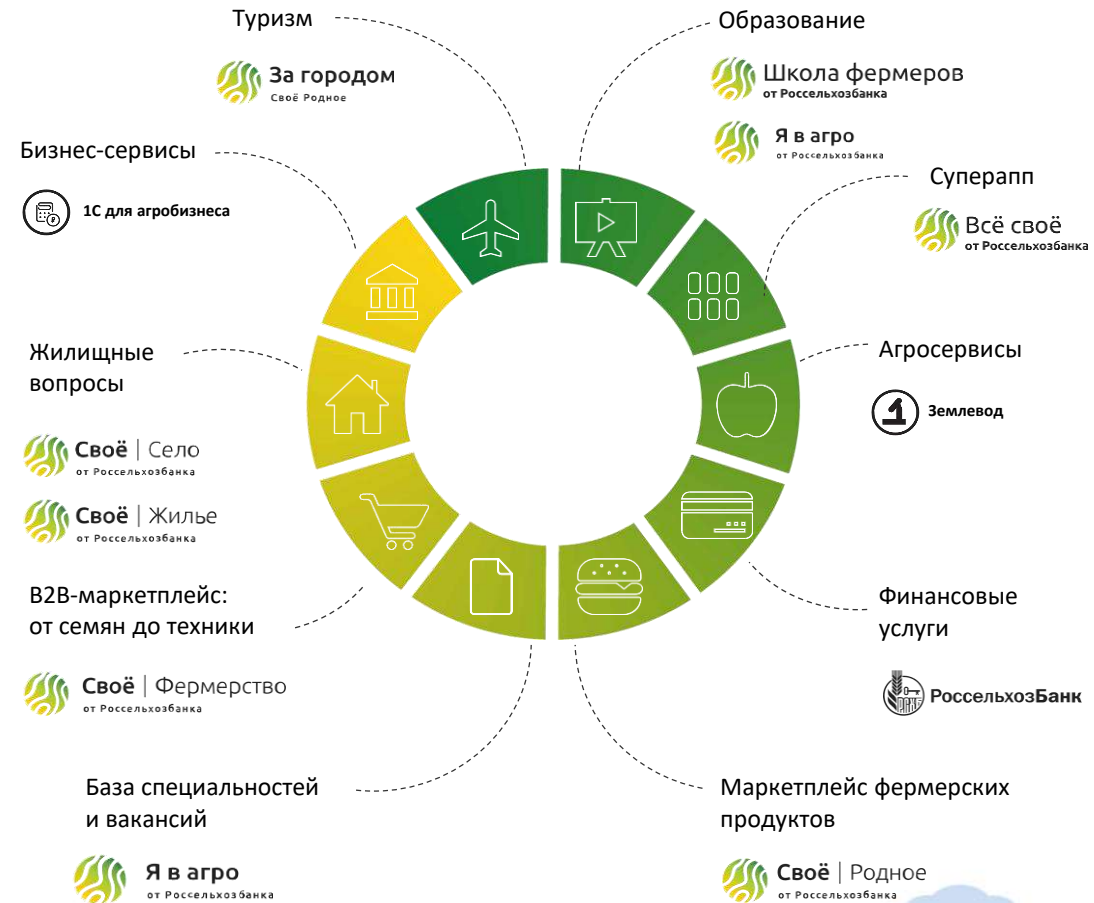 Туризм
За городом
Своё Родное
Образование
Школа фермеров
от Россельхозбанка
Я в агро
от Россельхозбанка
Бизнес-сервисы
1С для агробизнеса
Суперапп
Всё своё
от Россельхозбанка
Жилищные
вопросы
Своё | Село
от Россельхозбанка
Своё | Жилье
от Россельхозбанка
Агросервисы
Землевод
B2B-маркетплейс:
от семян до техники
Своё | Фермерство
от Россельхозбанка
Финансовые
услуги
РоссельхозБанк
База специальностей
и вакансий
Я в агро
от Россельхозбанка
Маркетплейс фермерских
продуктов
Своё | Родное
от Россельхозбанка